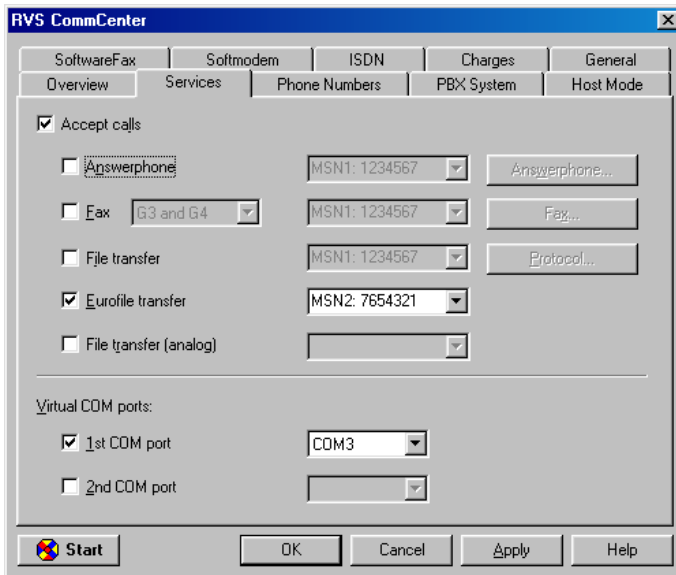 RVS CommCenter
SoftwareFax Softmodem ISDN Charges General
Overview Services Phone Numbers PBX System Host Mode
Accept calls
Answerphone MSN1: 1234567 Answerphone...
Fax G3 and G4 MSN1: 1234567 Fax...
File transfer MSN1: 1234567 Protocol...
Eurofile transfer MSN2: 7654321
File transfer (analog)
Virtual COM ports:
1st COM port COM3
2nd COM port
Start OK Cancel Apply Help